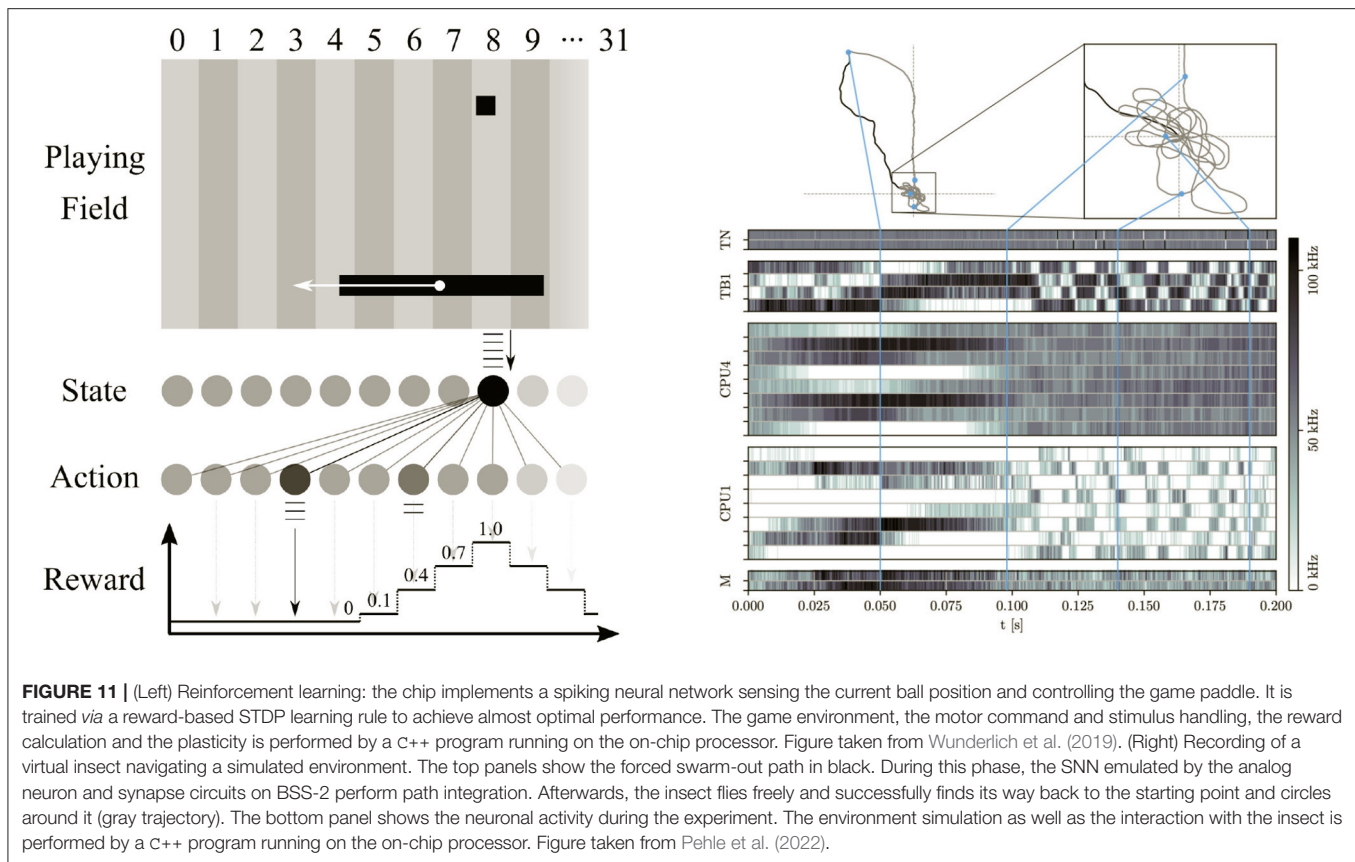 0 1 2 3 4 5 6 7 8 9 ... 31
Playing
Field
State
Action
Reward
0
0.1
0.4
0.7
1.0
TN
TB1
CPU4
CPU1
M
100 kHz
50 kHz
0 kHz
0.000 0.025 0.050 0.075 0.100 0.125 0.150 0.175 0.200
t [s]
FIGURE 11 | (Left) Reinforcement learning: the chip implements a spiking neural network sensing the current ball position and controlling the game paddle. It is
trained via a reward-based STDP learning rule to achieve almost optimal performance. The game environment, the motor command and stimulus handling, the reward
calculation and the plasticity is performed by a C++ program running on the on-chip processor. Figure taken from Wunderlich et al. (2019). (Right) Recording of a
virtual insect navigating a simulated environment. The top panels show the forced swarm-out path in black. During this phase, the SNN emulated by the analog
neuron and synapse circuits on BSS-2 perform path integration. Afterwards, the insect flies freely and successfully finds its way back to the starting point and circles
around it (gray trajectory). The bottom panel shows the neuronal activity during the experiment. The environment simulation as well as the interaction with the insect is
performed by a C++ program running on the on-chip processor. Figure taken from Pehle et al. (2022).